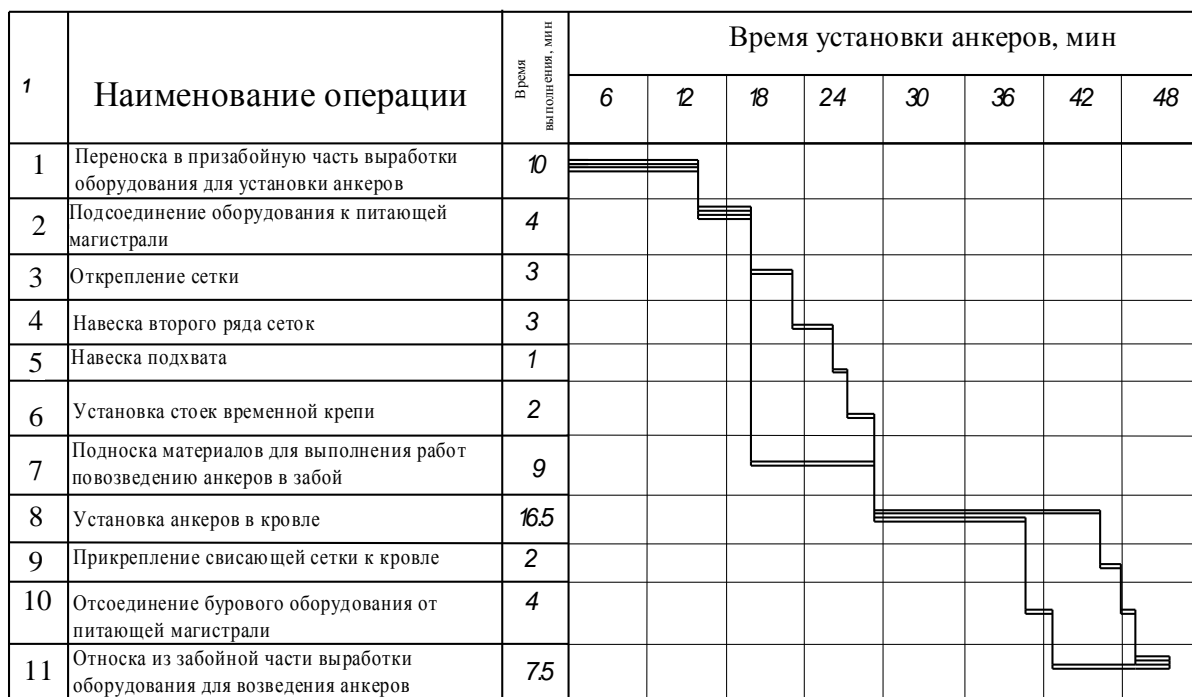 1
Наименование операции
Время
выполнения, мин
Время установки анкеров, мин
6 12 18 24 30 36 42 48
1
Переноска в призабойную часть выработки
оборудования для установки анкеров
10
2
Подсоединение оборудования к питающей
магистрали
4
3
Открепление сетки
3
4
Навеска второго ряда сеток
3
5
Навеска подхвата
1
6
Установка стоек временной крепи
2
7
Подноска материалов для выполнения работ
повозведению анкеров в забой
9
8
Установка анкеров в кровле
16.5
9
Прикрепление свисающей сетки к кровле
2
10
Отсоединение бурового оборудования от
питающей магистрали
4
11
Относка из забойной части выработки
оборудования для возведения анкеров
7.5